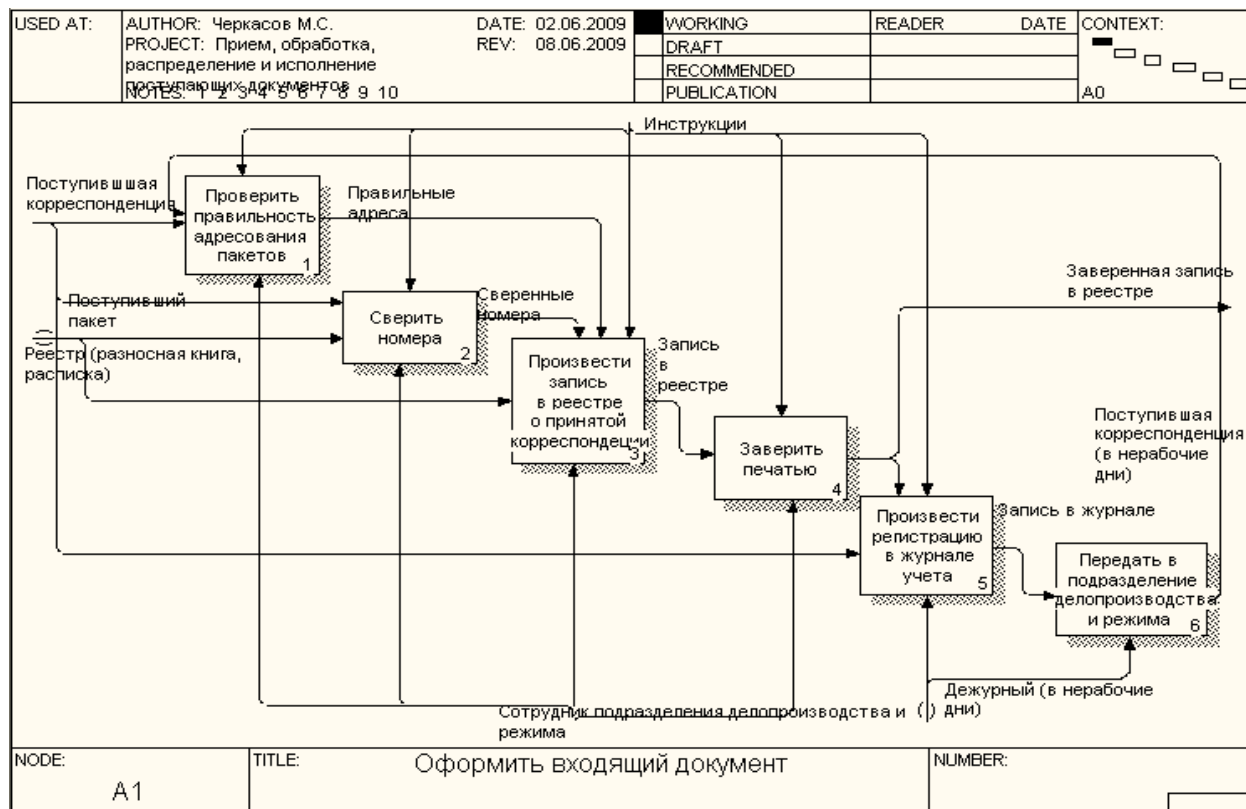 USED AT:
AUTHOR: Черкасов М.С.
DATE: 02.06.2009
PROJECT: Прием, обработка,
REV: 08.06.2009
распределение и исполнение
поступающих документов
NOTES: 1 2 3 4 5 6 7 8 9 10
WORKING
DRAFT
RECOMMENDED
PUBLICATION
READER DATE
CONTEXT:
A0
Инструкции
Поступившшая
корреспонденция
Проверить
правильность
адресования
пакетов
1
Правильные
адреса
Поступивший
пакет
Сверить
номера
2
Сверенные
номера
Реестр (разносная книга,
расписка)
Произвести
запись
в реестре
о принятой
корреспондеции
3
Запись
в
реестре
Заверить
печатью
4
Заверенная запись
в реестре
Поступившая
корреспонденция
(в нерабочие
дни)
Произвести
регистрацию
в журнале
учета
5
Запись в журнале
Передать в
подразделение
делопроизводства
и режима
6
Дежурный (в нерабочие
дни)
Сотрудник подразделения делопроизводства и
режима
NODE:
A1
TITLE:
Оформить входящий документ
NUMBER: